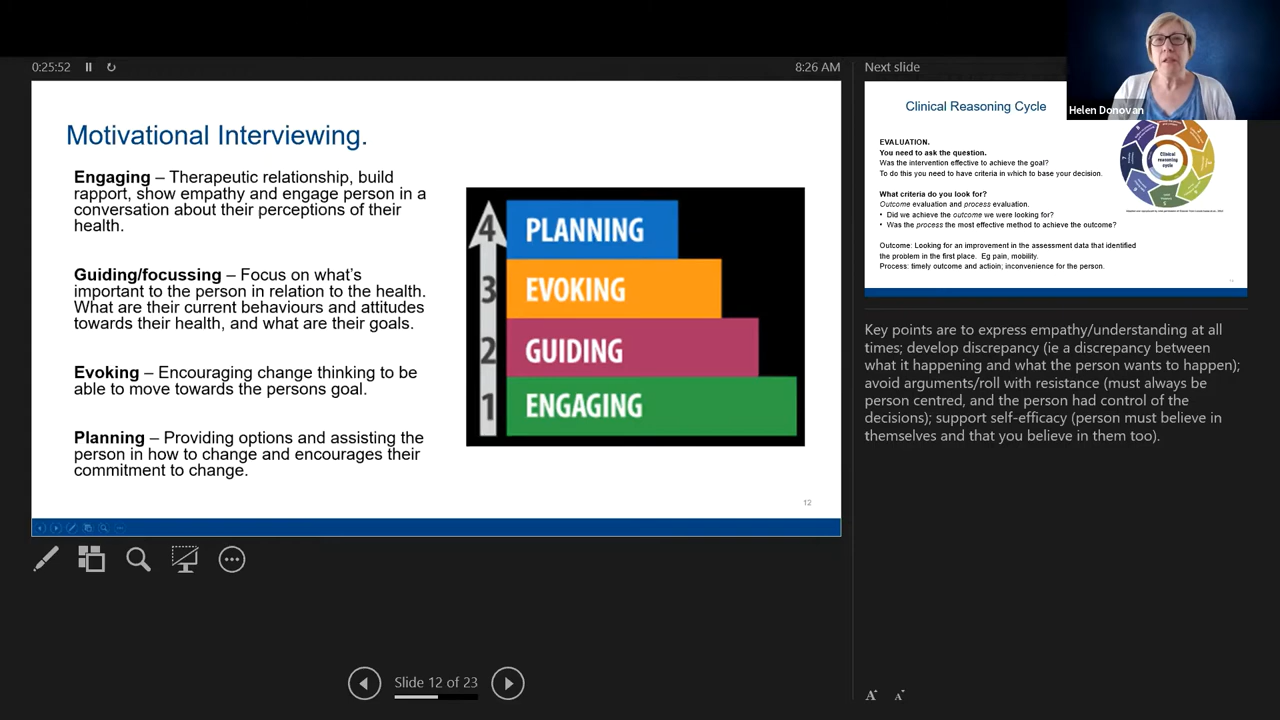 0:25:52
8:26 AM
Next slide
Helen Donovan
Motivational Interviewing.
Engaging – Therapeutic relationship, build
rapport, show empathy and engage person in a
conversation about their perceptions of their
health.
Guiding/focussing – Focus on what's
important to the person in relation to the health.
What are their current behaviours and attitudes
towards their health, and what are their goals.
Evoking – Encouraging change thinking to be
able to move towards the persons goal.
Planning – Providing options and assisting the
person in how to change and encourages their
commitment to change.
4 PLANNING
3 EVOKING
2 GUIDING
1 ENGAGING
12
Clinical Reasoning Cycle
EVALUATION.
You need to ask the question.
Was the intervention effective to achieve the goal?
To do this you need to have criteria in which to base your decision.
What criteria do you look for?
Outcome evaluation and process evaluation.
• Did we achieve the outcome we were looking for?
• Was the process the most effective method to achieve the outcome?
Outcome: Looking for an improvement in the assessment data that identified
the problem in the first place. Eg pain, mobility.
Process: timely outcome and actioin; inconvenience for the person.
Clinical
reasoning
cycle
Key points are to express empathy/understanding at all
times; develop discrepancy (ie a discrepancy between
what it happening and what the person wants to happen);
avoid arguments/roll with resistance (must always be
person centred, and the person had control of the
decisions); support self-efficacy (person must believe in
themselves and that you believe in them too).
Slide 12 of 23
A A